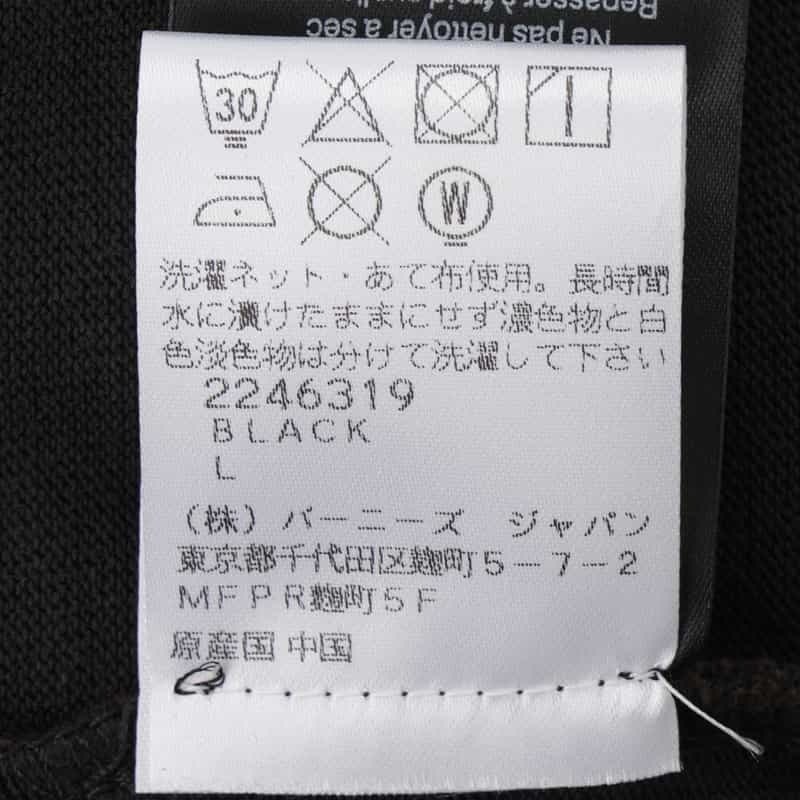 Repasser à froid
Ne pas nettoyer à sec
30
W
洗濯ネット・あて布使用。長時間
水に漬けたままにせず濃色物と白
色淡色物は分けて洗濯して下さい
2246319
BLACK
L
(株)バーニーズ ジャパン
東京都千代田区麹町5-7-2
MFPR麹町5F
原産国 中国